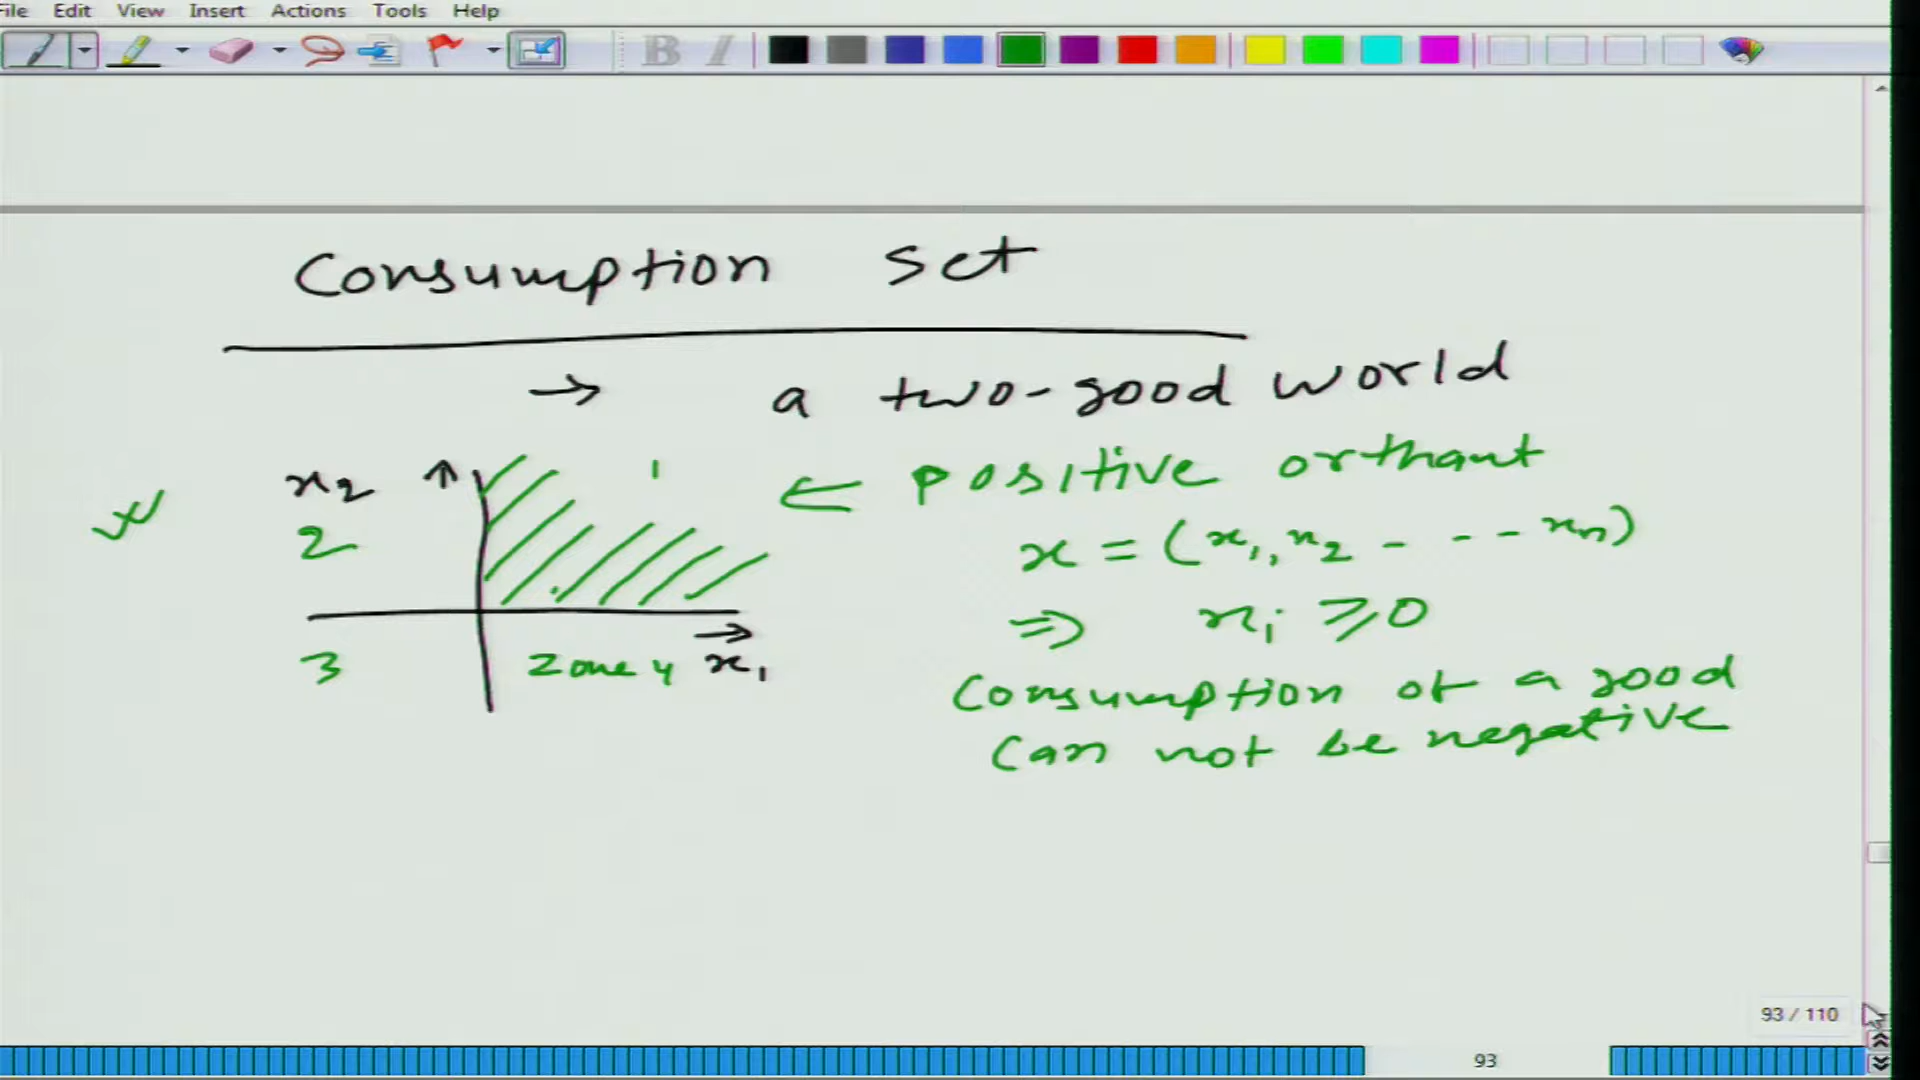 File Edit View Insert Actions Tools Help
B I
Consumption set
→ a two-good world
x2 ↑ 1 ← positive orthant
2 x = (x1, x2 - - - - xn)
⇒ xi ≥ 0
3 Zone 4 → x1
Consumption of a good
can not be negative
93 / 110
93